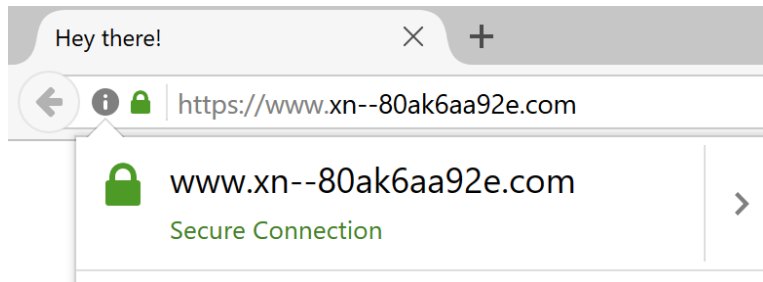 Hey there!
https://www.xn--80ak6aa92e.com
www.xn--80ak6aa92e.com
Secure Connection